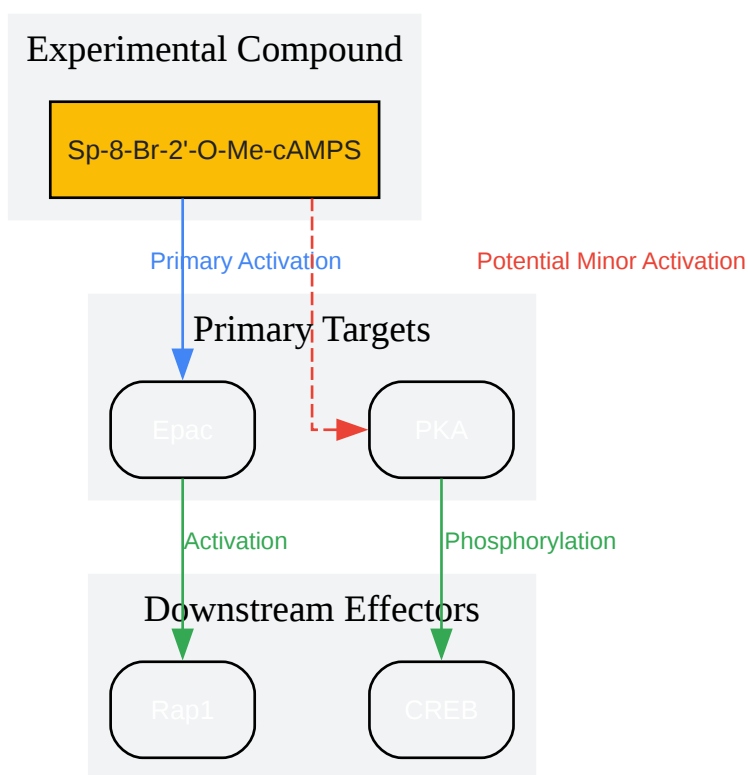 Experimental Compound
Sp-8-Br-2'-O-Me-cAMPS
Primary Activation
Potential Minor Activation
Primary Targets
Epac
PKA
Activation
Phosphorylation
Downstream Effectors
Rap1
CREB